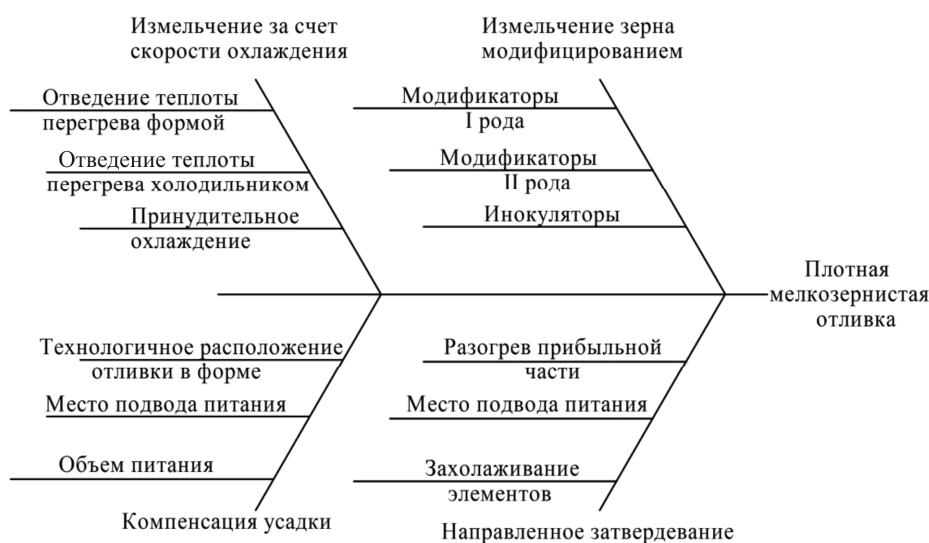 Измельчение за счет
скорости охлаждения
Отведение теплоты
перегрева формой
Отведение теплоты
перегрева холодильником
Принудительное
охлаждение
Измельчение зерна
модифицированием
Модификаторы
I рода
Модификаторы
II рода
Инокуляторы
Плотная
мелкозернистая
отливка
Технологичное расположение
отливки в форме
Место подвода питания
Объем питания
Компенсация усадки
Разогрев прибыльной
части
Место подвода питания
Захолаживание
элементов
Направленное затвердевание